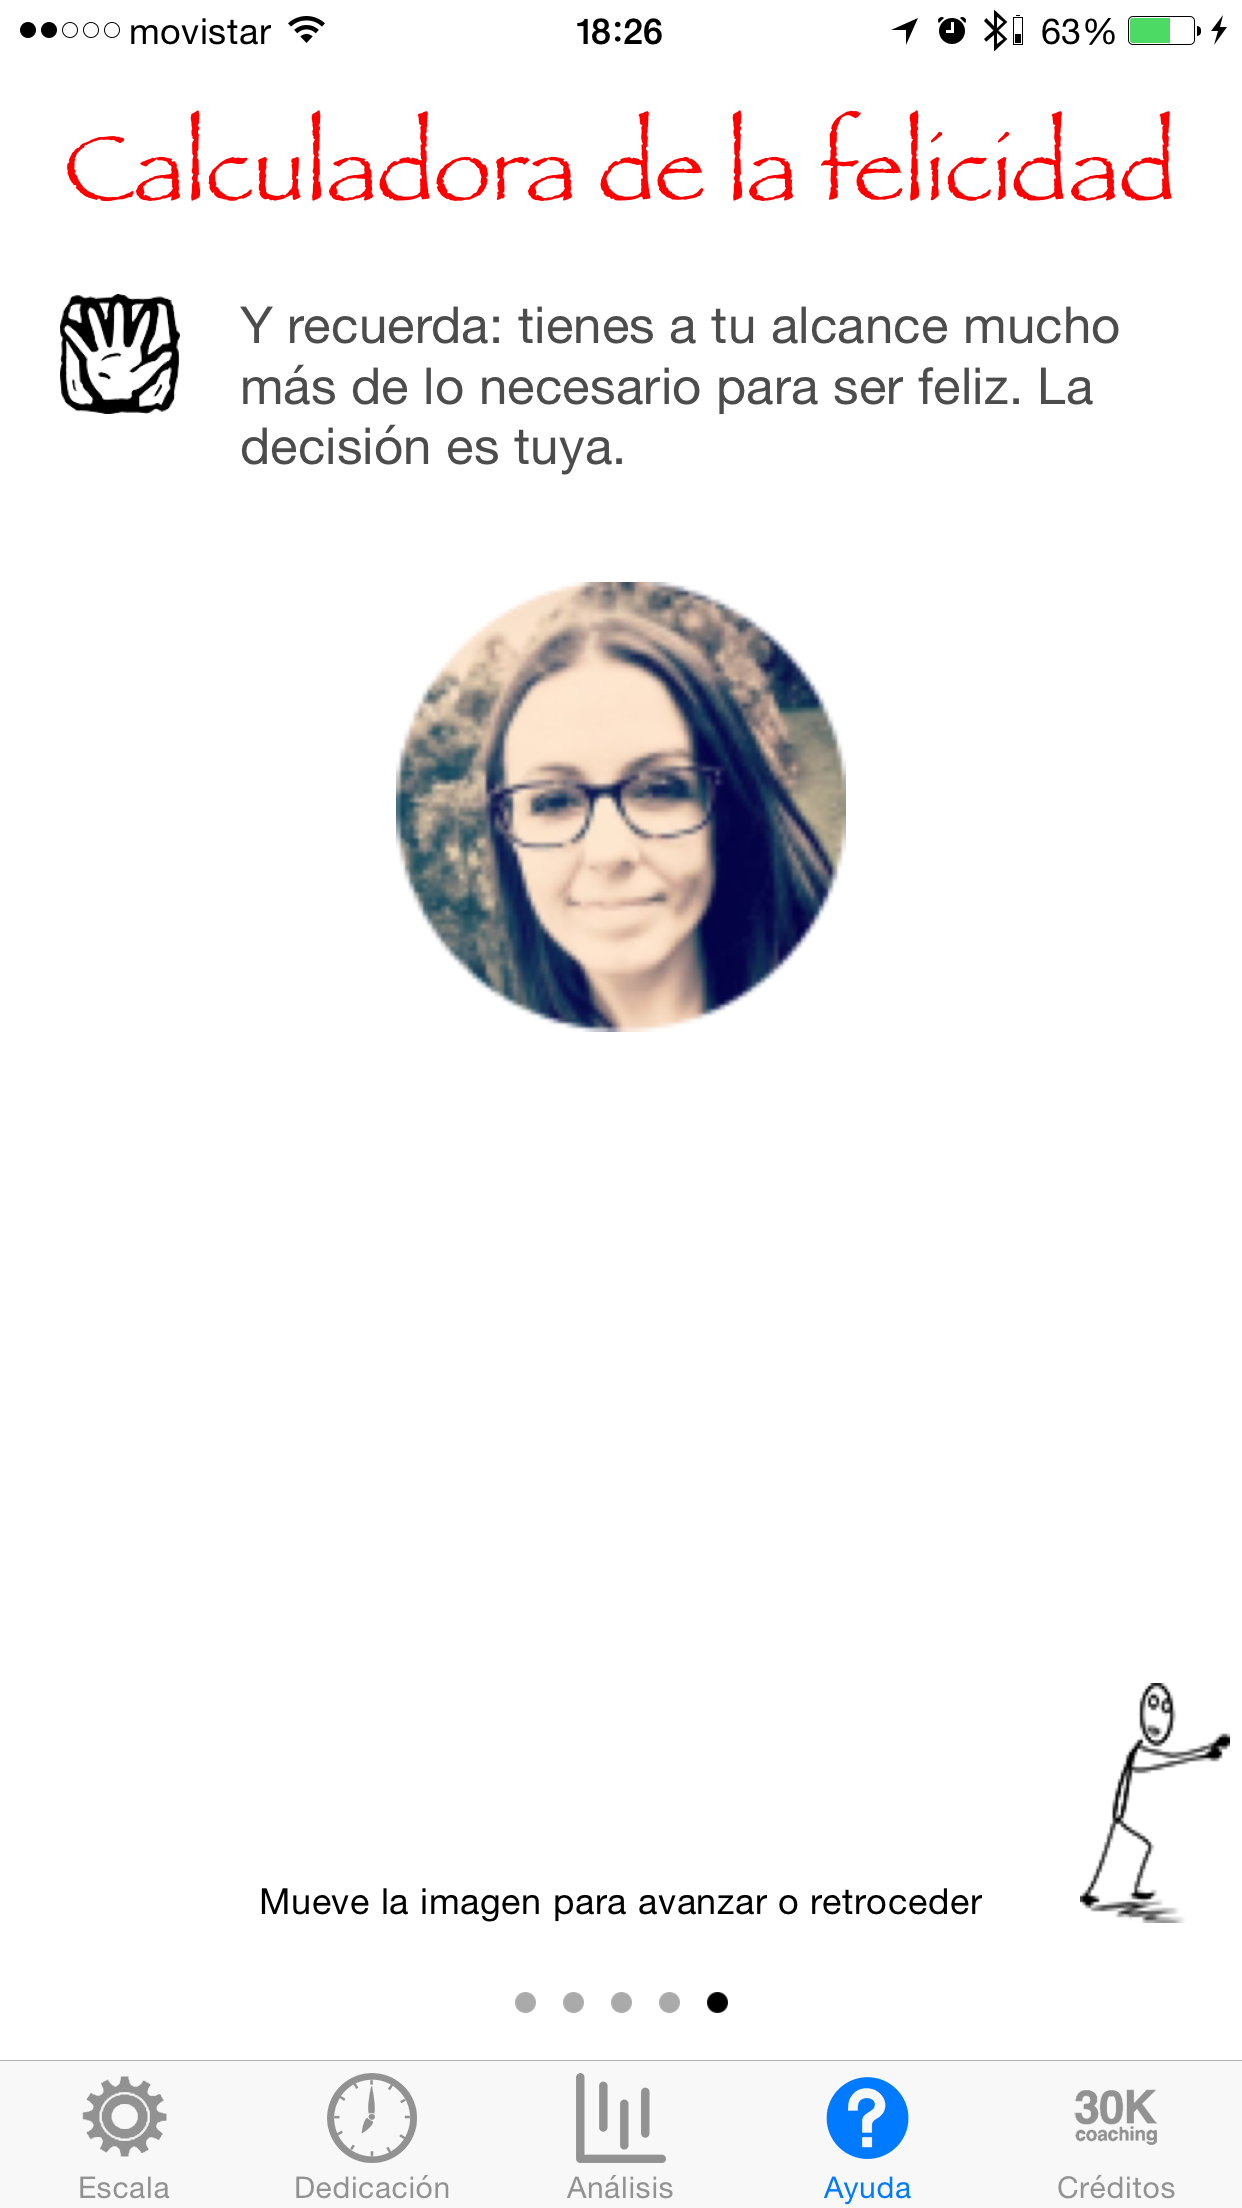 movistar 18:26 63%
Calculadora de la felicidad
Y recuerda: tienes a tu alcance mucho
más de lo necesario para ser feliz. La
decisión es tuya.
Mueve la imagen para avanzar o retroceder
30K
coaching
Escala Dedicación Análisis Ayuda Créditos